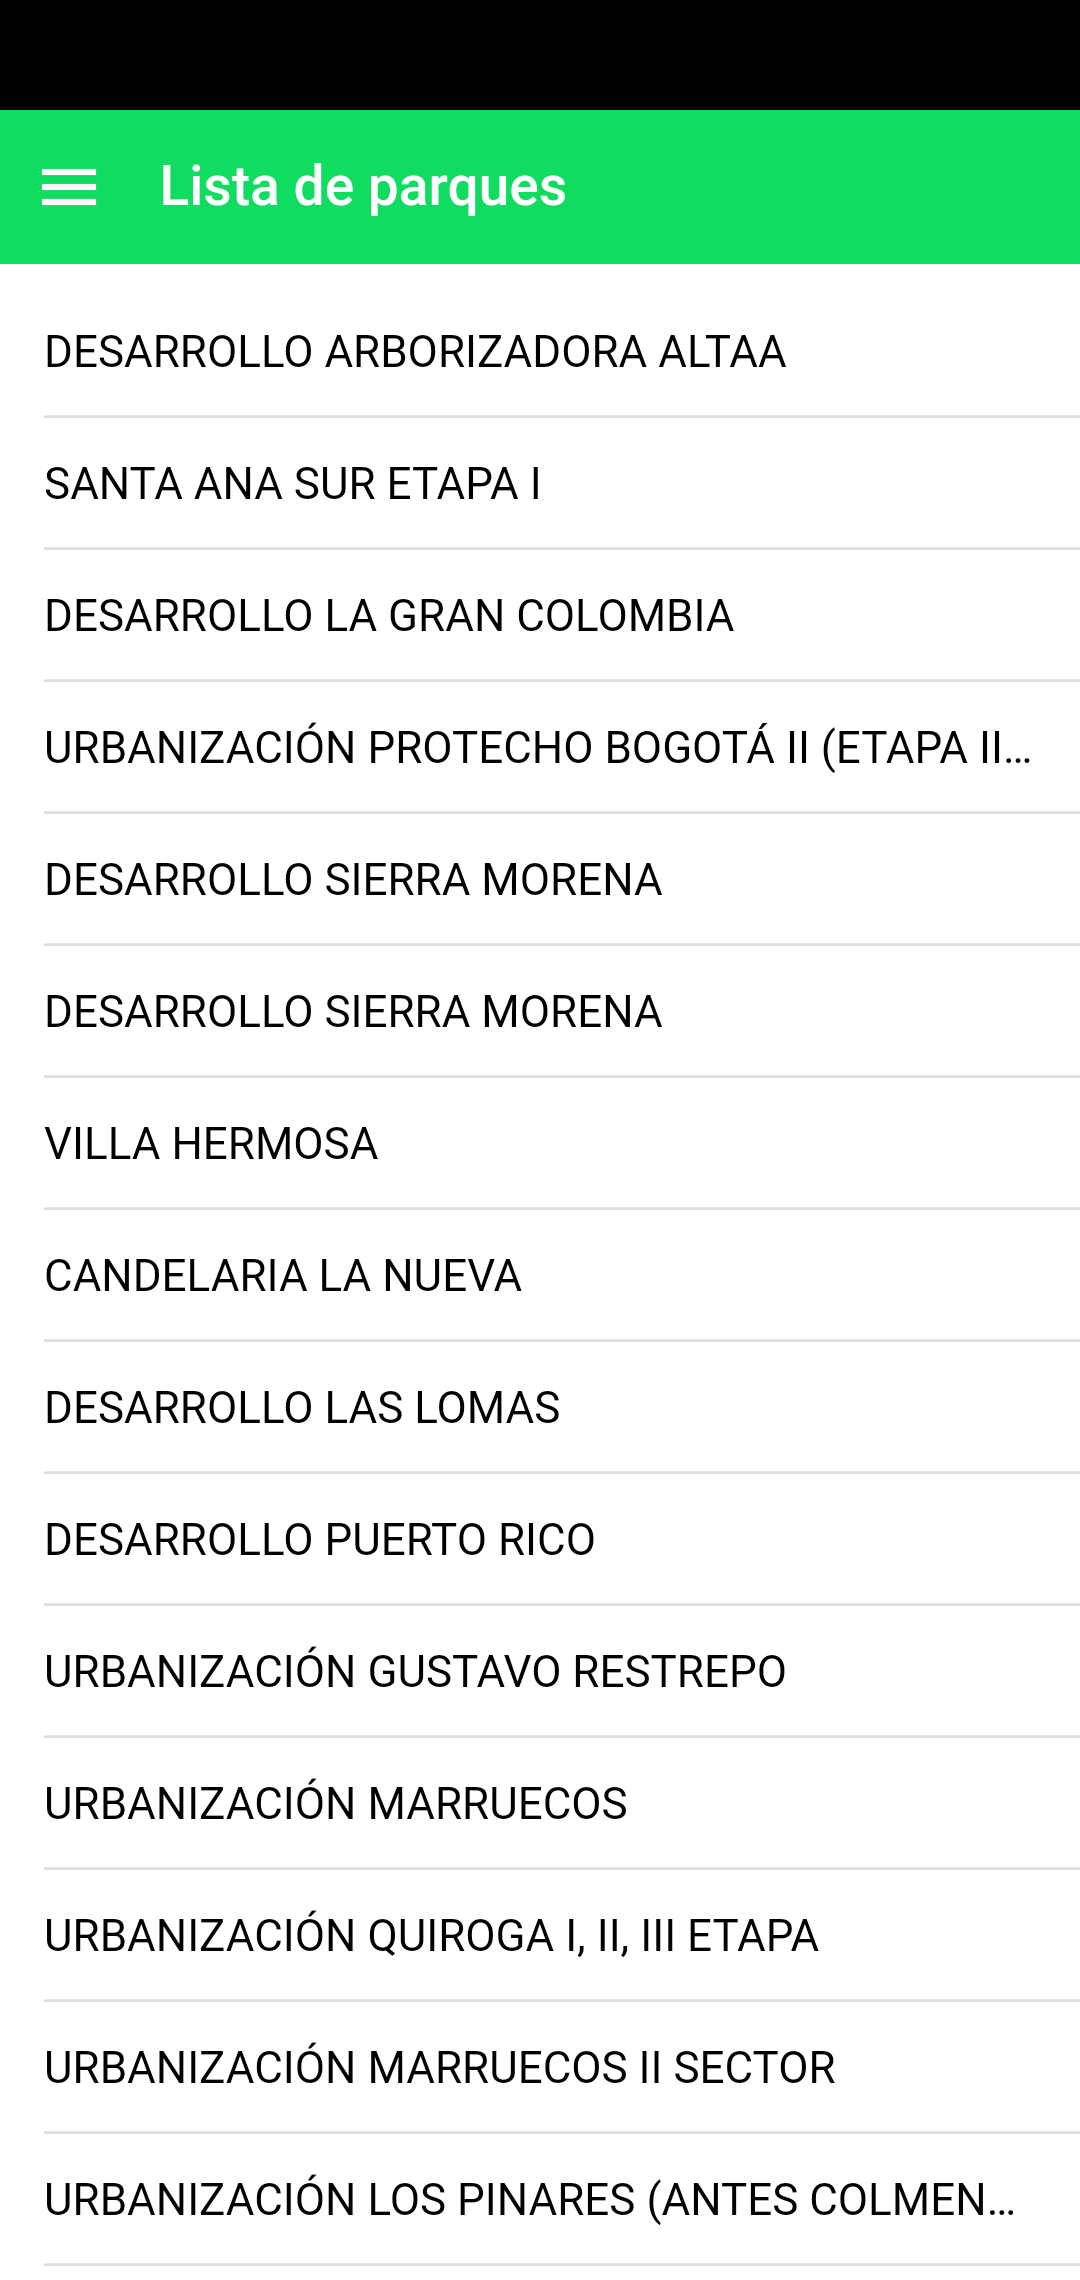 Lista de parques
DESARROLLO ARBORIZADORA ALTAA
SANTA ANA SUR ETAPA I
DESARROLLO LA GRAN COLOMBIA
URBANIZACIÓN PROTECHO BOGOTÁ II (ETAPA II...
DESARROLLO SIERRA MORENA
DESARROLLO SIERRA MORENA
VILLA HERMOSA
CANDELARIA LA NUEVA
DESARROLLO LAS LOMAS
DESARROLLO PUERTO RICO
URBANIZACIÓN GUSTAVO RESTREPO
URBANIZACIÓN MARRUECOS
URBANIZACIÓN QUIROGA I, II, III ETAPA
URBANIZACIÓN MARRUECOS II SECTOR
URBANIZACIÓN LOS PINARES (ANTES COLMEN...